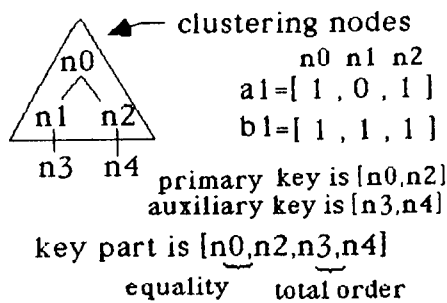 clustering nodes
n0
n1 n2
n3 n4
n0 n1 n2
a1=[ 1 , 0 , 1 ]
b1=[ 1 , 1 , 1 ]
primary key is [n0,n2]
auxiliary key is [n3,n4]
key part is [n0,n2,n3,n4]
equality total order